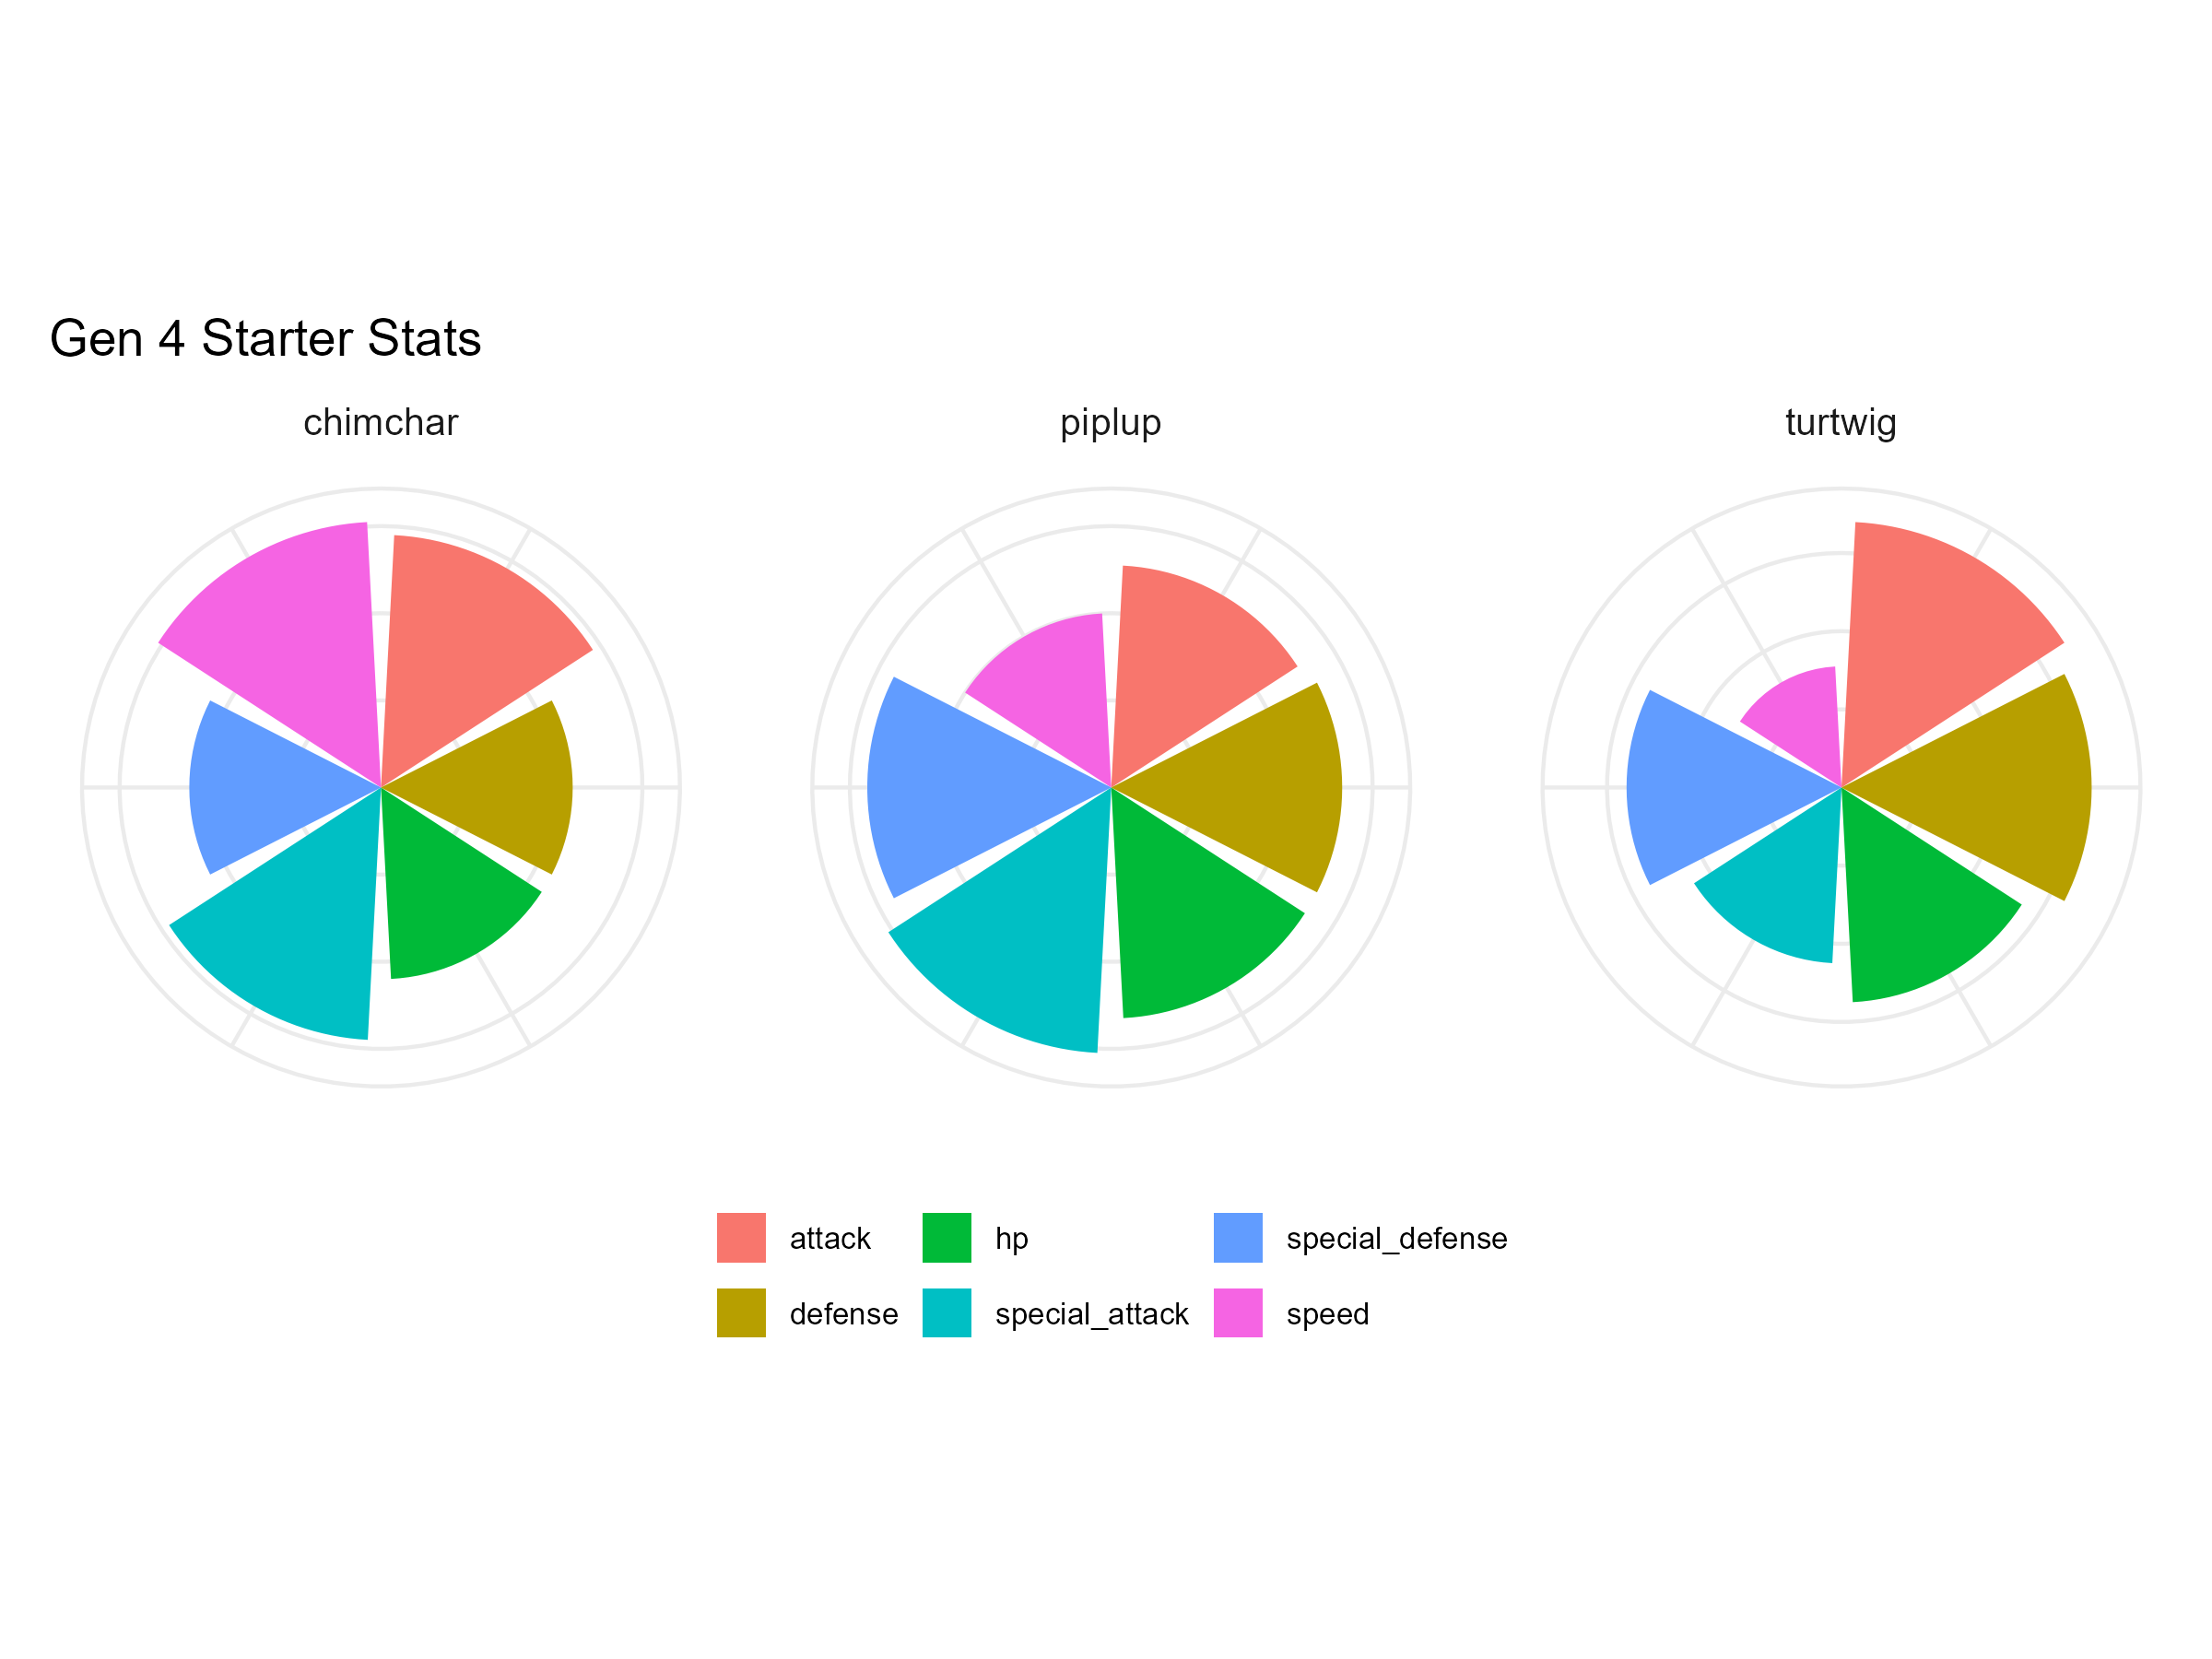 Gen 4 Starter Stats
chimchar
piplup
turtwig
attack
hp
special_defense
defense
special_attack
speed